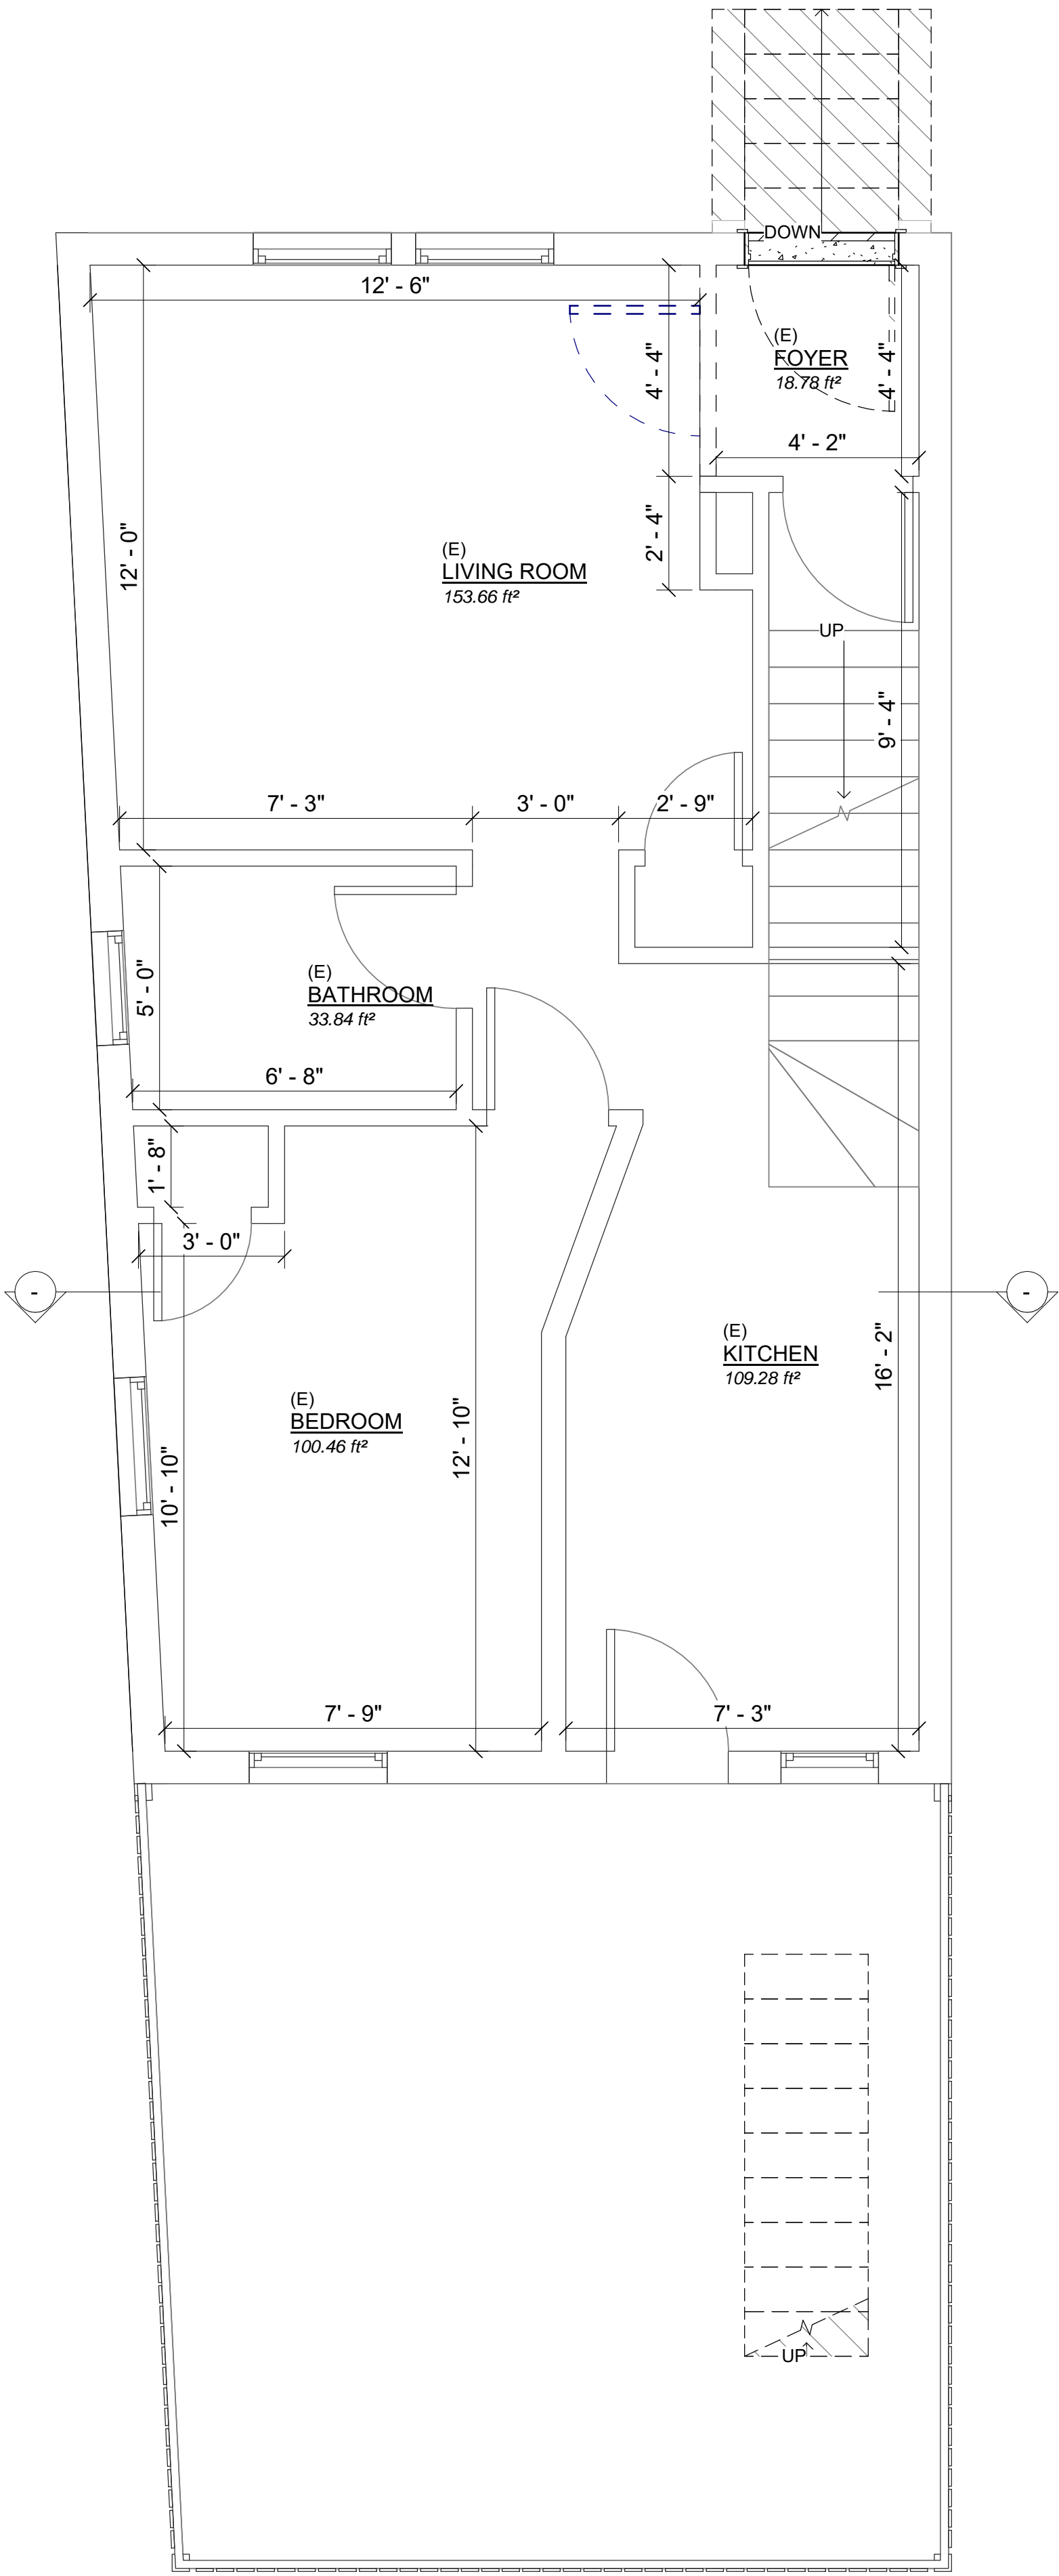 DOWN
12' - 6"
4' - 4"
(E)
FOYER
18.78 ft²
4' - 4"
4' - 2"
12' - 0"
2' - 4"
(E)
LIVING ROOM
153.66 ft²
UP
9' - 4"
7' - 3"
3' - 0"
2' - 9"
5' - 0"
(E)
BATHROOM
33.84 ft²
6' - 8"
1' - 8"
3' - 0"
-
-
(E)
KITCHEN
109.28 ft²
16' - 2"
(E)
BEDROOM
100.46 ft²
12' - 10"
10' - 10"
7' - 9"
7' - 3"
UP